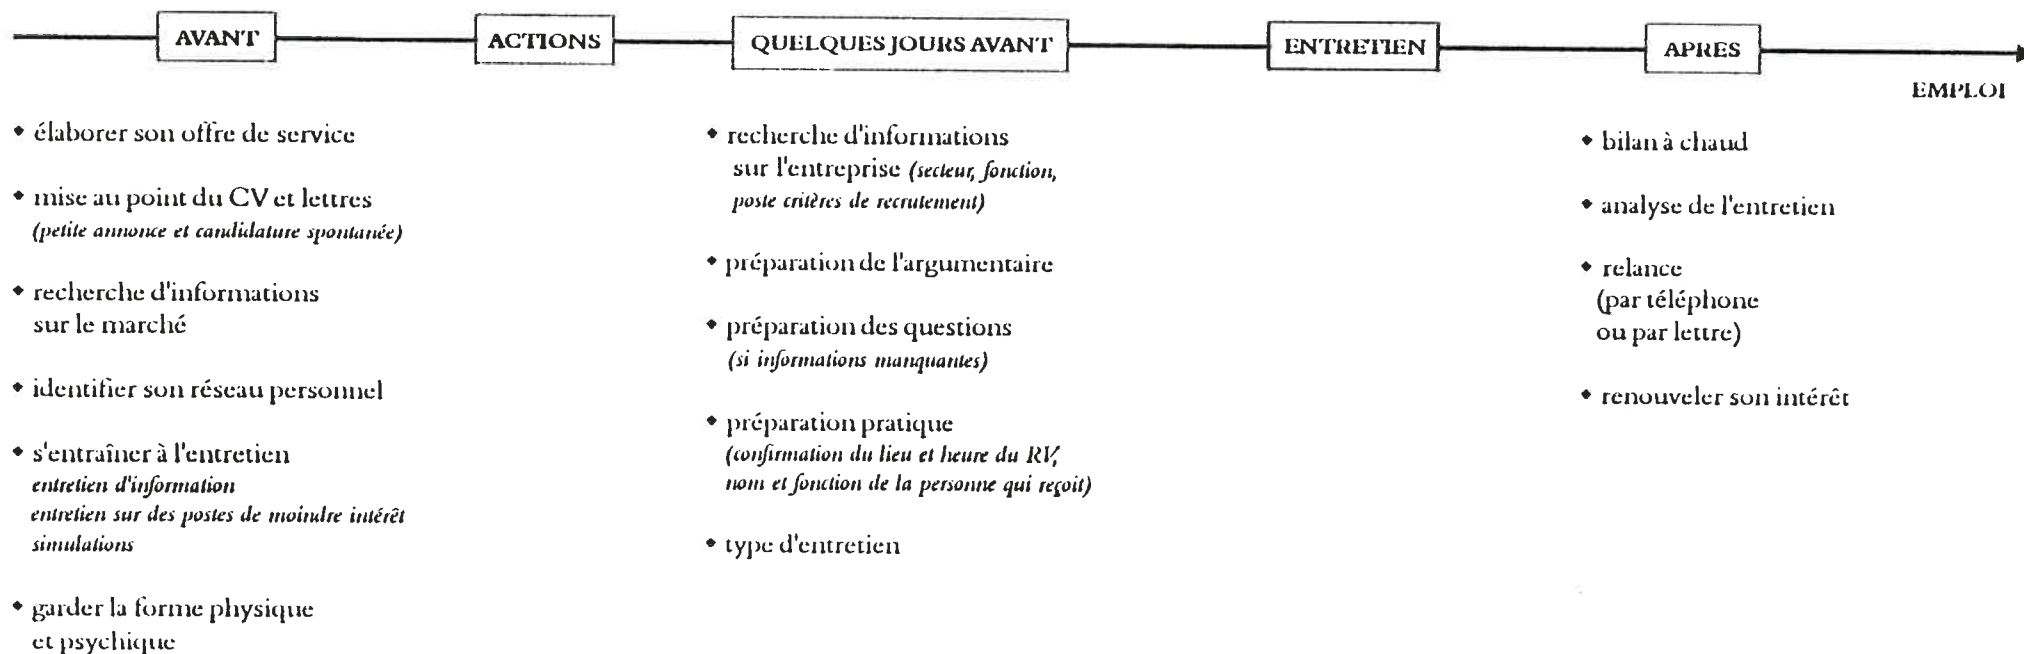 AVANT
ACTIONS
QUELQUES JOURS AVANT
ENTRETIEN
APRES
EMPLOI
• élaborer son offre de service
• mise au point du CV et lettres
(petite annonce et candidature spontanée)
• recherche d'informations
sur le marché
• identifier son réseau personnel
• s'entraîner à l'entretien
entretien d'information
entretien sur des postes de moindre intérêt
simulations
• garder la forme physique
et psychique
• recherche d'informations
sur l'entreprise (secteur, fonction,
poste critères de recrutement)
• préparation de l'argumentaire
• préparation des questions
(si informations manquantes)
• préparation pratique
(confirmation du lieu et heure du RV,
nom et fonction de la personne qui reçoit)
• type d'entretien
• bilan à chaud
• analyse de l'entretien
• relance
(par téléphone
ou par lettre)
• renouveler son intérêt